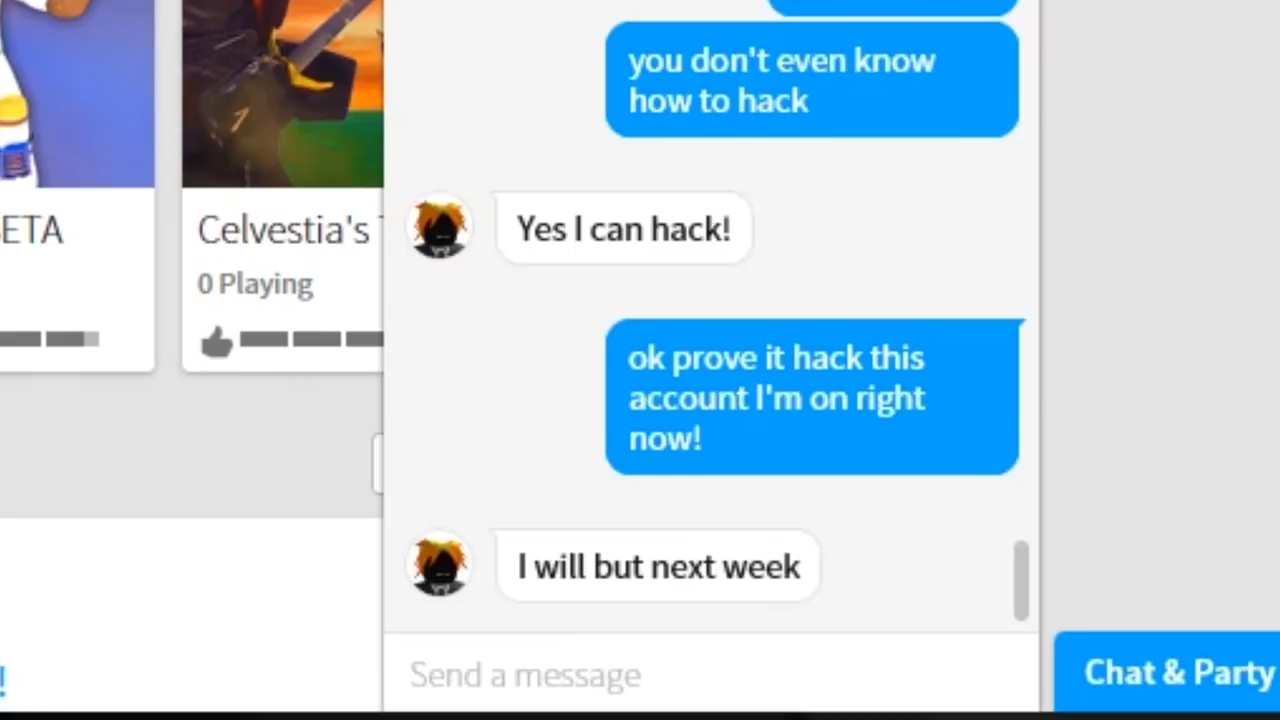 you don't even know
how to hack
ETA
Celvestia's
Yes I can hack!
0 Playing
ok prove it hack this
account I'm on right
now!
I will but next week
Send a message
!
Chat & Party